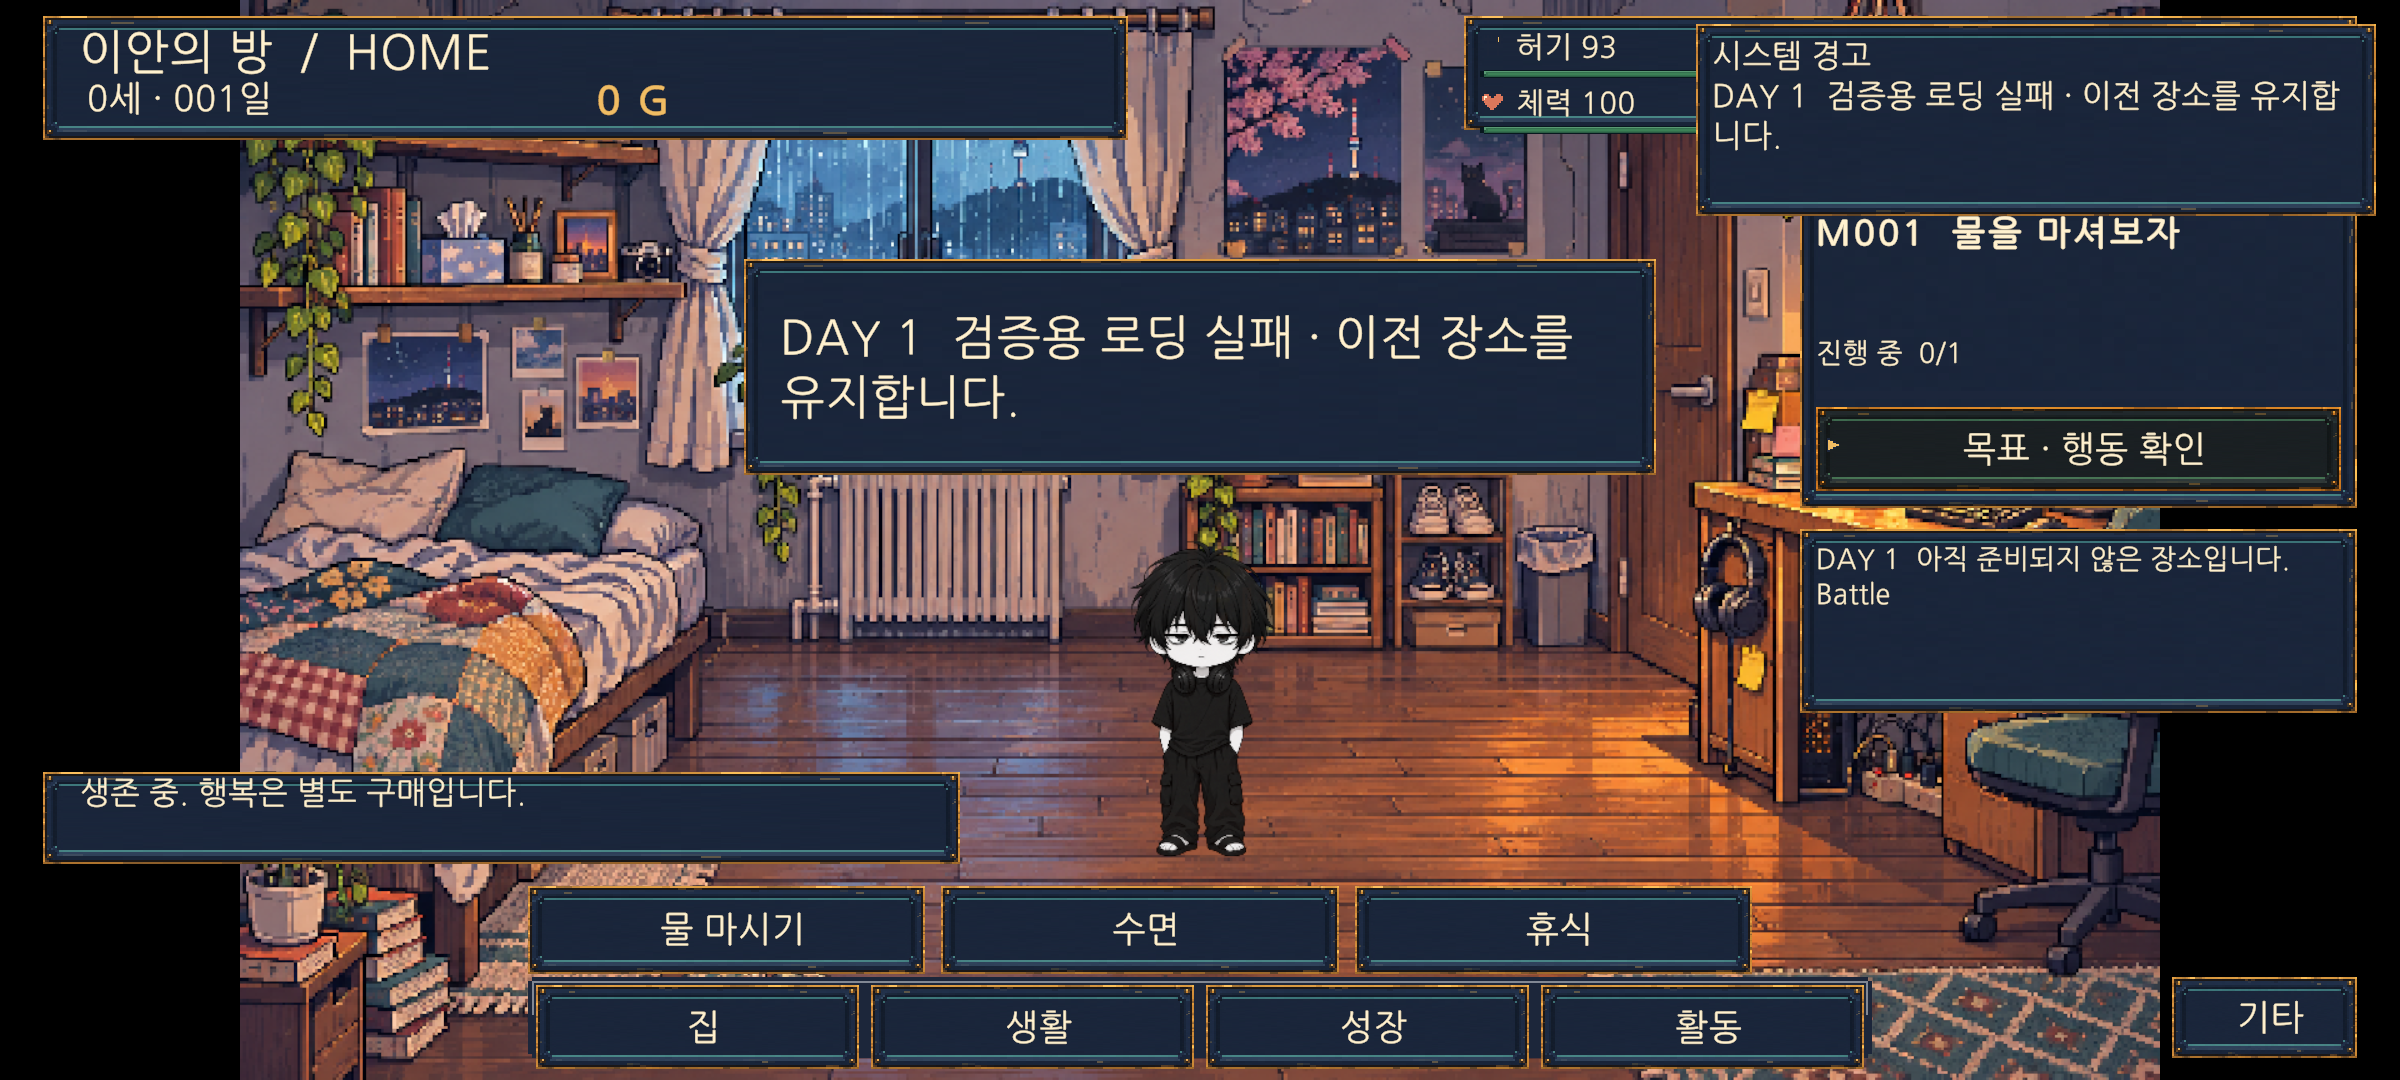 이안의 방 / HOME
0세 · 001일
0 G
허기 93
체력 100
시스템 경고
DAY 1 검증용 로딩 실패 · 이전 장소를 유지합
니다.
M001 물을 마셔보자
진행 중 0/1
목표 · 행동 확인
DAY 1 검증용 로딩 실패 · 이전 장소를
유지합니다.
DAY 1 아직 준비되지 않은 장소입니다.
Battle
생존 중. 행복은 별도 구매입니다.
물 마시기
수면
휴식
집
생활
성장
활동
기타